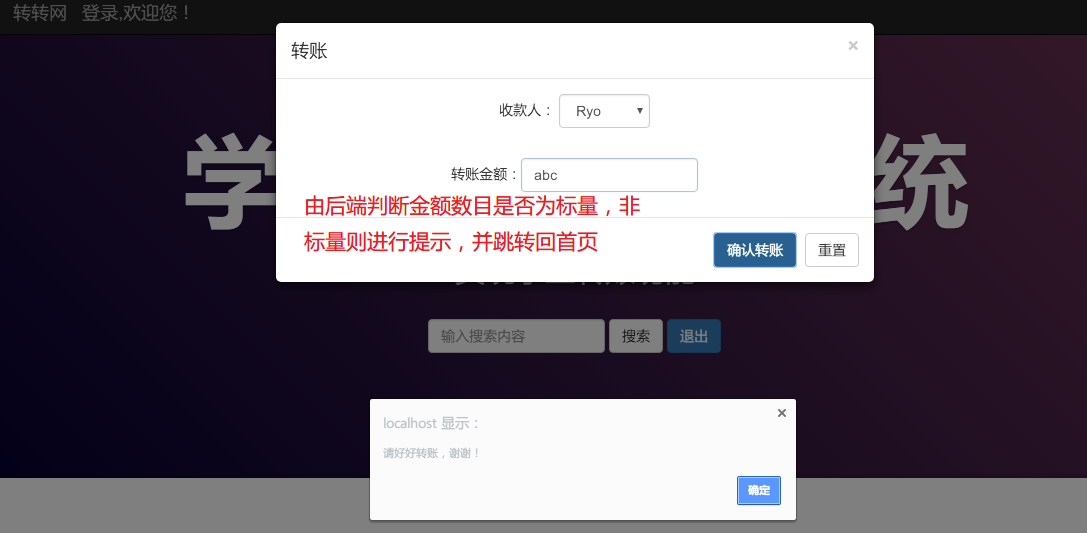 转转网 登录,欢迎您！
转账
×
收款人： Ryo
学 统
转账金额： abc
由后端判断金额数目是否为标量，非
标量则进行提示，并跳转回首页
确认转账 重置
输入搜索内容 搜索 退出
localhost 显示：
×
请好好转账，谢谢！
确定